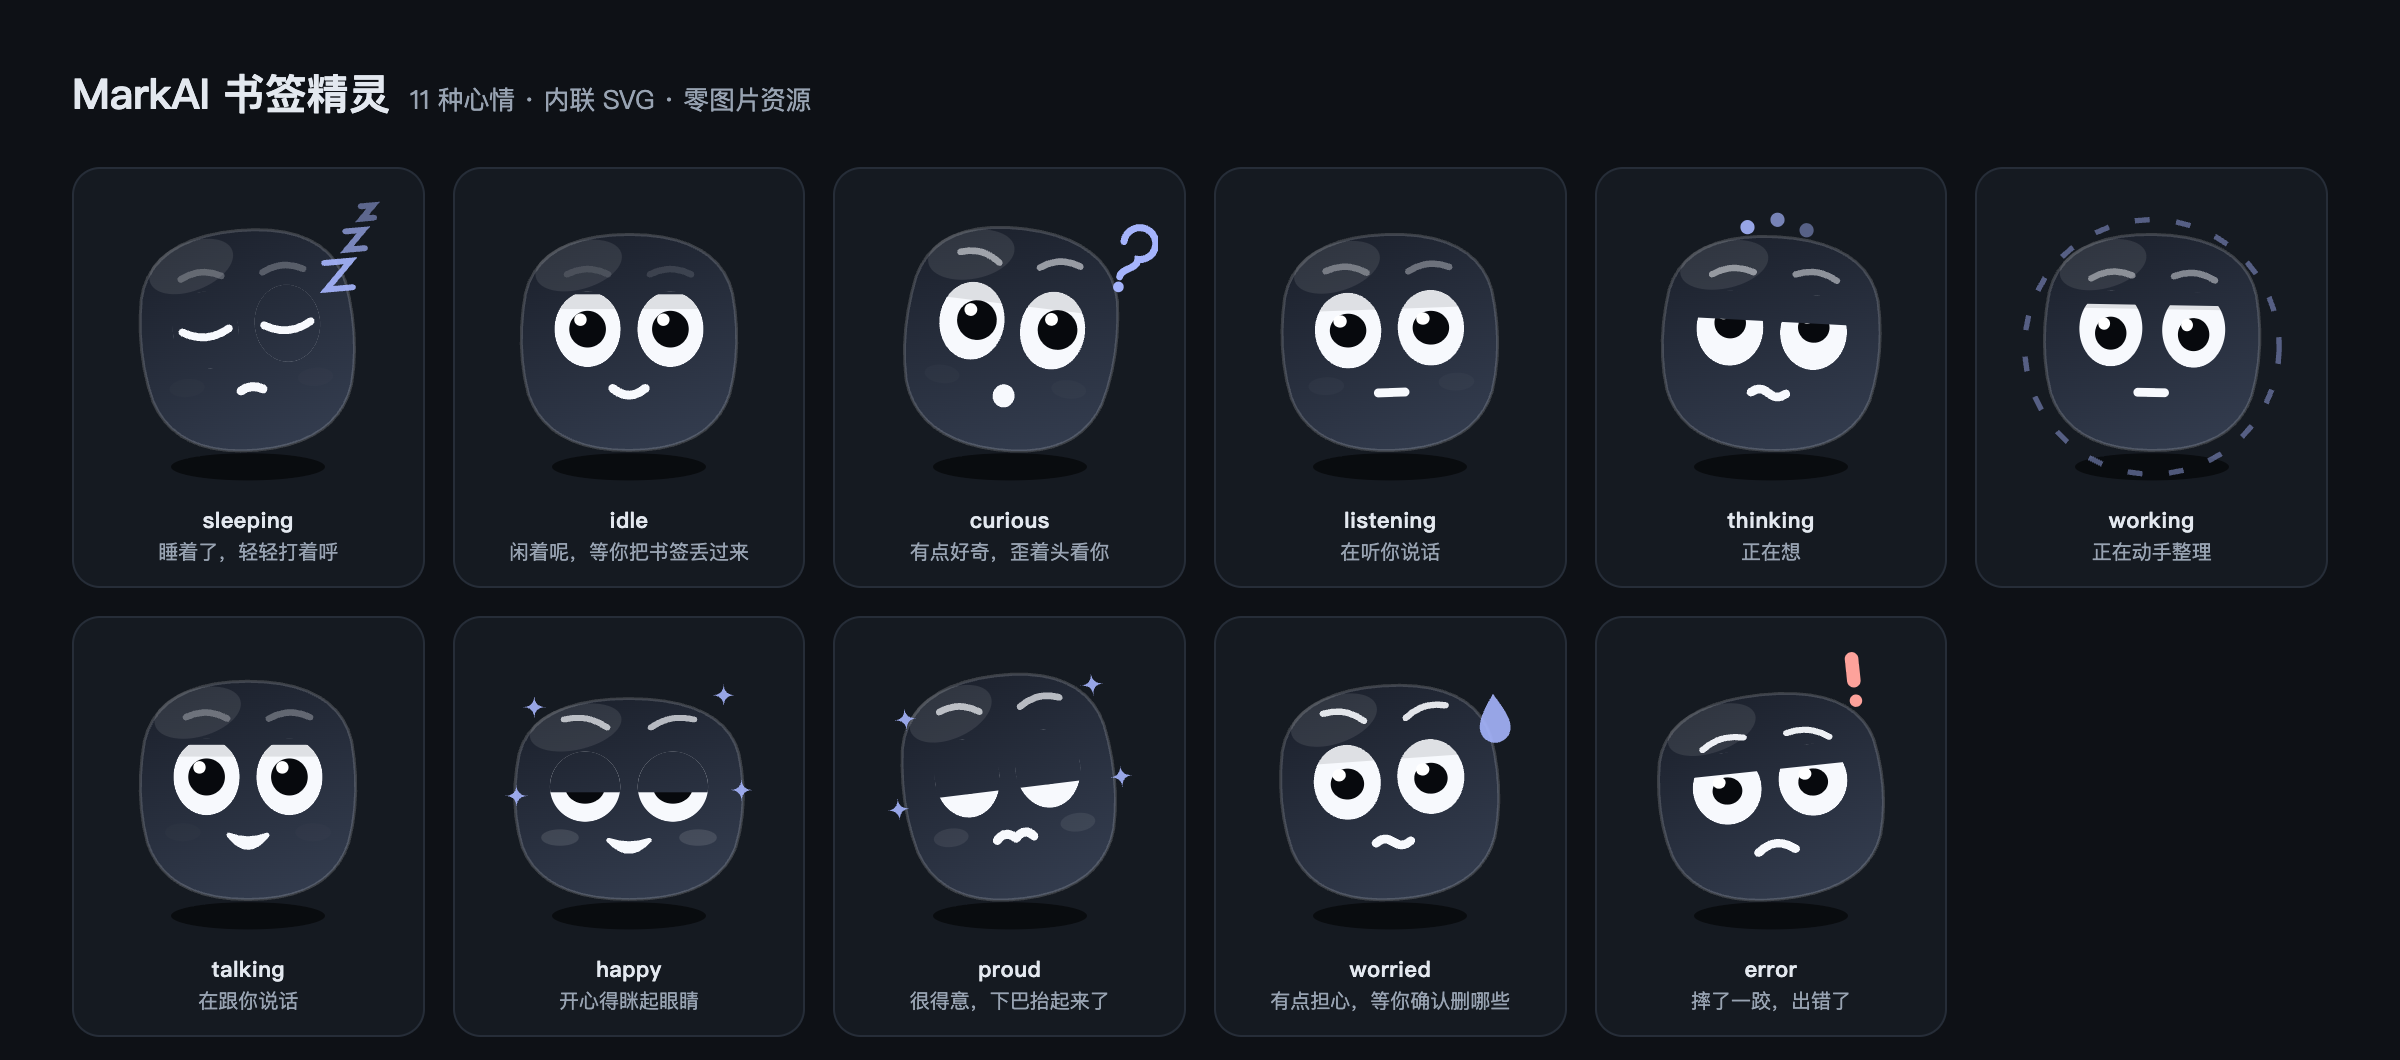 MarkAI 书签精灵 11 种心情 · 内联 SVG · 零图片资源
sleeping
睡着了，轻轻打着呼
idle
闲着呢，等你把书签丢过来
curious
有点好奇，歪着头看你
listening
在听你说话
thinking
正在想
working
正在动手整理
talking
在跟你说话
happy
开心得眯起眼睛
proud
很得意，下巴抬起来了
worried
有点担心，等你确认删哪些
error
摔了一跤，出错了